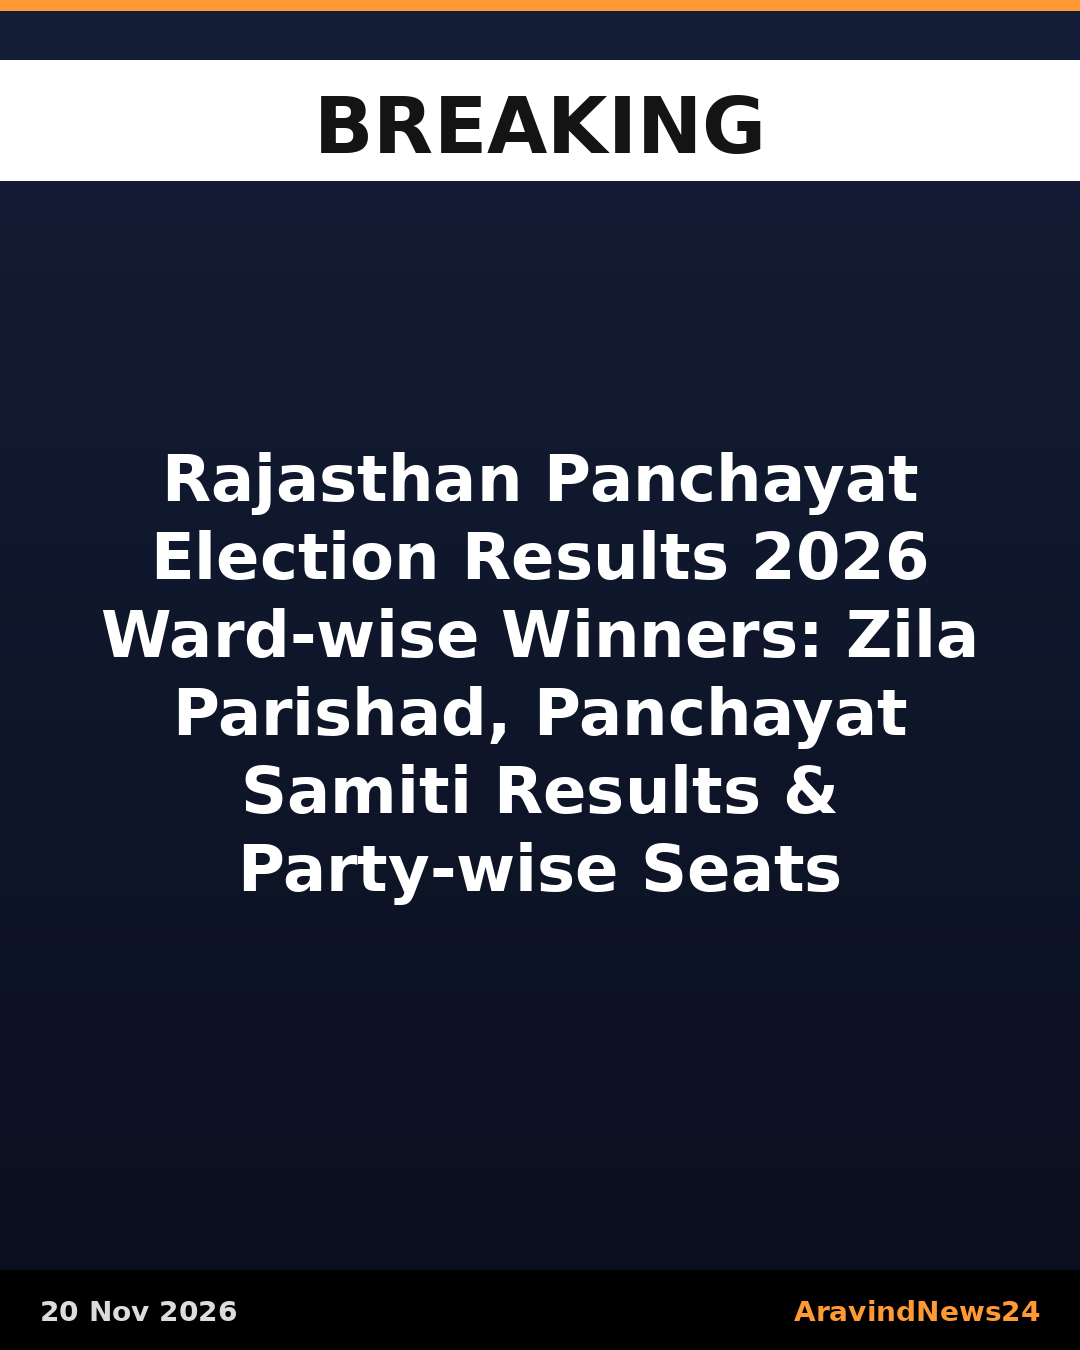 BREAKING
Rajasthan Panchayat
Election Results 2026
Ward-wise Winners: Zila
Parishad, Panchayat
Samiti Results &
Party-wise Seats
20 Nov 2026
AravindNews24